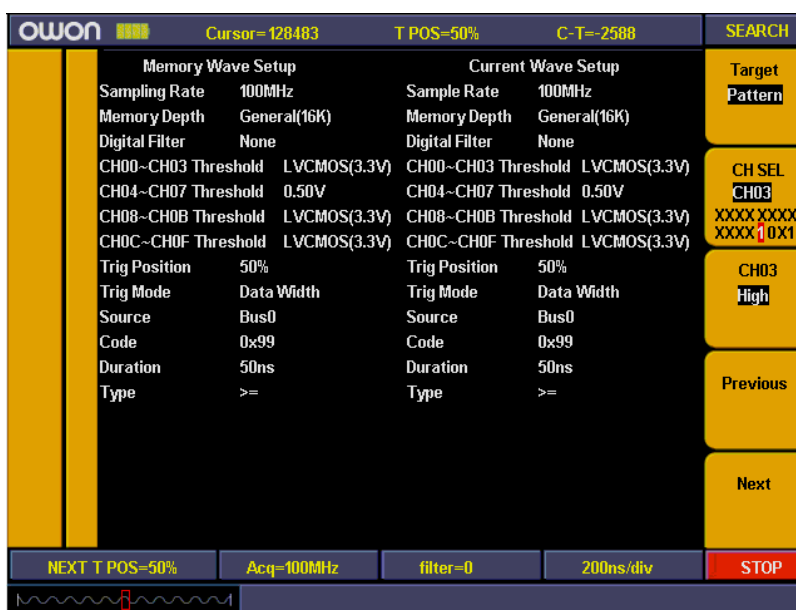 owon Cursor=128483 T POS=50% C-T=-2588 SEARCH
Memory Wave Setup Current Wave Setup
Sampling Rate 100MHz Sample Rate 100MHz
Memory Depth General(16K) Memory Depth General(16K)
Digital Filter None Digital Filter None
CH00~CH03 Threshold LVCMOS(3.3V) CH00~CH03 Threshold LVCMOS(3.3V)
CH04~CH07 Threshold 0.50V CH04~CH07 Threshold 0.50V
CH08~CH0B Threshold LVCMOS(3.3V) CH08~CH0B Threshold LVCMOS(3.3V)
CH0C~CH0F Threshold LVCMOS(3.3V) CH0C~CH0F Threshold LVCMOS(3.3V)
Trig Position 50% Trig Position 50%
Trig Mode Data Width Trig Mode Data Width
Source Bus0 Source Bus0
Code 0x99 Code 0x99
Duration 50ns Duration 50ns
Type >= Type >=
Target
Pattern
CH SEL
CH03
XXXX XXXX
XXXX 1 0X1
CH03
High
Previous
Next
NEXT T POS=50% Acq=100MHz filter=0 200ns/div STOP